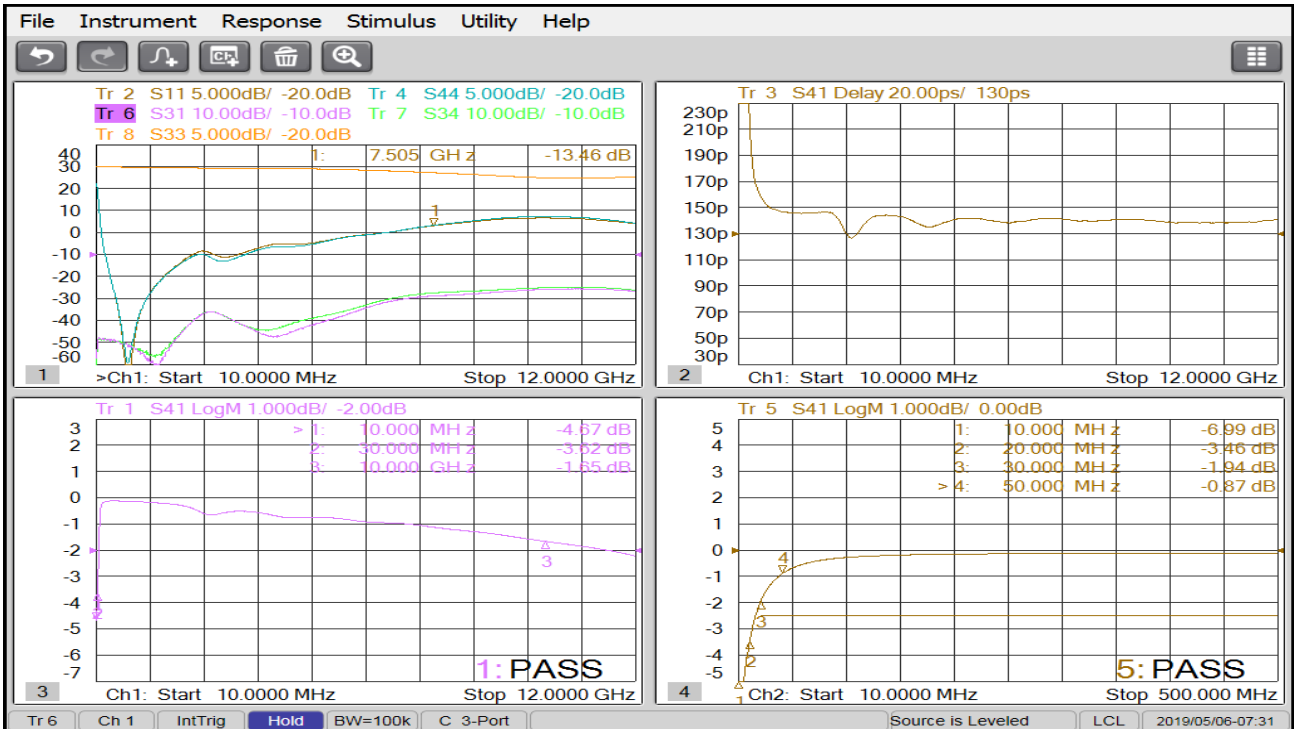 File Instrument Response Stimulus Utility Help
Tr 2 S11 5.000dB/ -20.0dB Tr 4 S44 5.000dB/ -20.0dB
Tr 6 S31 10.00dB/ -10.0dB Tr 7 S34 10.00dB/ -10.0dB
Tr 8 S33 5.000dB/ -20.0dB
1: 7.505 GHz -13.46 dB
40
30
20
10
0
-10
-20
-30
-40
-50
-60
1
1 >Ch1: Start 10.0000 MHz Stop 12.0000 GHz
Tr 3 S41 Delay 20.00ps/ 130ps
230p
210p
190p
170p
150p
130p
110p
90p
70p
50p
30p
2 Ch1: Start 10.0000 MHz Stop 12.0000 GHz
Tr 1 S41 LogM 1.000dB/ -2.00dB
> 1: 10.000 MHz -4.67 dB
2: 30.000 MHz -3.62 dB
3: 10.000 GHz -1.65 dB
3
2
1
0
-1
-2
-3
-4
-5
-6
-7
3
1: PASS
3 Ch1: Start 10.0000 MHz Stop 12.0000 GHz
Tr 5 S41 LogM 1.000dB/ 0.00dB
1: 10.000 MHz -6.99 dB
2: 20.000 MHz -3.46 dB
3: 30.000 MHz -1.94 dB
> 4: 50.000 MHz -0.87 dB
5
4
3
2
1
0
-1
-2
-3
-4
-5
4
3
2
1
5: PASS
4 Ch2: Start 10.0000 MHz Stop 500.000 MHz
Tr 6 Ch 1 IntTrig Hold BW=100k C 3-Port Source is Leveled LCL 2019/05/06-07:31